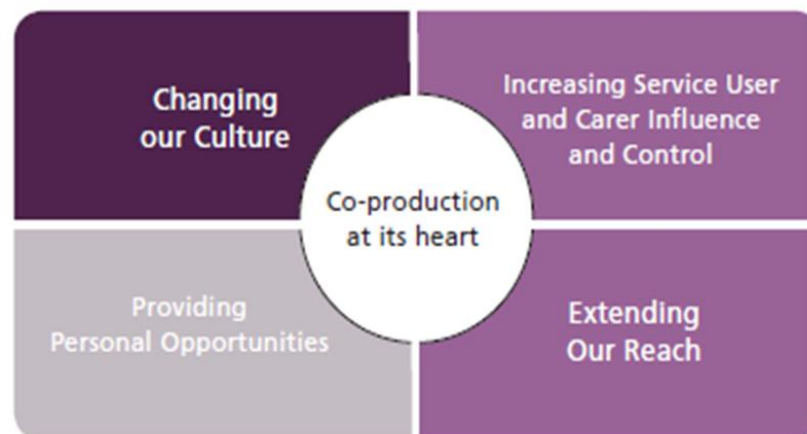 Changing
our Culture
Increasing Service User
and Carer Influence
and Control
Co-production
at its heart
Providing
Personal Opportunities
Extending
Our Reach